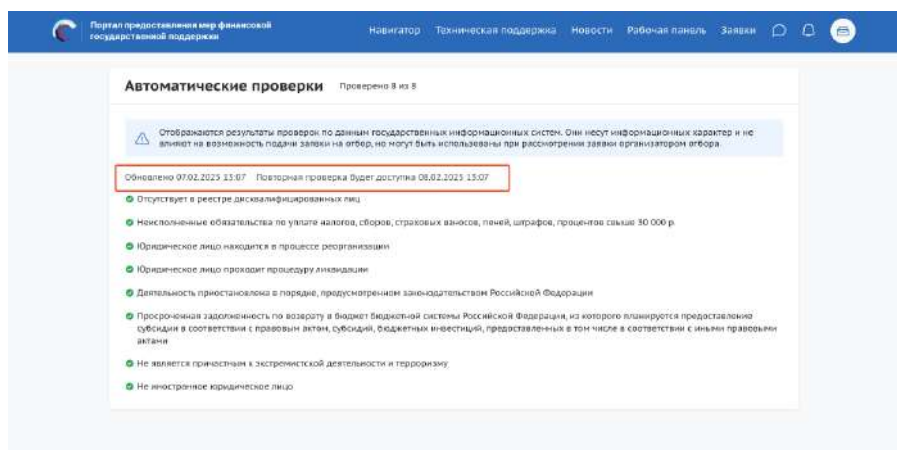 Портал предоставления мер финансовой
государственной поддержки
Навигатор Техническая поддержка Новости Рабочая панель Заявки
Автоматические проверки Проверено 8 из 8
Отображаются результаты проверок по данным государственных информационных систем. Они несут информационных характер и не
влияют на возможность подачи заявки на отбор, но могут быть использованы при рассмотрении заявки организатором отбора.
Обновлено 07.02.2025 13:07 Повторная проверка будет доступна 08.02.2025 13:07
Отсутствует в реестре дисквалифицированных лиц
Неисполненные обязательства по уплате налогов, сборов, страховых взносов, пеней, штрафов, процентов свыше 30 000 р.
Юридическое лицо находится в процессе реорганизации
Юридическое лицо проходит процедуру ликвидации
Деятельность приостановлена в порядке, предусмотренном законодательством Российской Федерации
Просроченная задолженность по возврату в бюджет бюджетной системы Российской Федерации, из которого планируется предоставление
субсидии в соответствии с правовым актом, субсидий, бюджетных инвестиций, предоставленных в том числе в соответствии с иными правовыми
актами
Не является причастным к экстремистской деятельности и терроризму
Не иностранное юридическое лицо